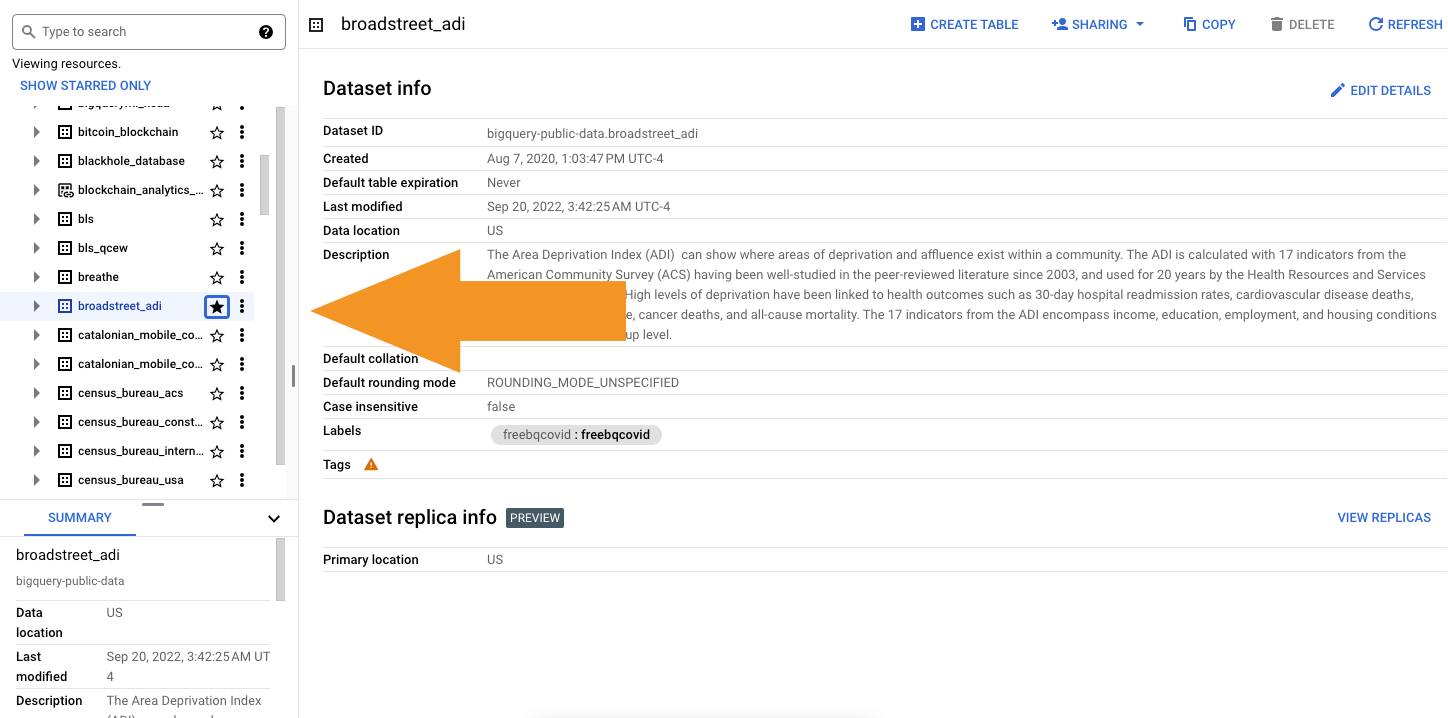 Type to search
Viewing resources.
SHOW STARRED ONLY
bitcoin_blockchain
blackhole_database
blockchain_analytics_...
bls
bls_qcew
breathe
broadstreet_adi
catalonian_mobile_co...
catalonian_mobile_co...
census_bureau_acs
census_bureau_const...
census_bureau_intern...
census_bureau_usa
SUMMARY
broadstreet_adi
bigquery-public-data
Data location US
Last modified Sep 20, 2022, 3:42:25 AM UT
4
Description The Area Deprivation Index
broadstreet_adi
CREATE TABLE
SHARING
COPY
DELETE
REFRESH
Dataset info
EDIT DETAILS
Dataset ID bigquery-public-data.broadstreet_adi
Created Aug 7, 2020, 1:03:47 PM UTC-4
Default table expiration Never
Last modified Sep 20, 2022, 3:42:25 AM UTC-4
Data location US
Description The Area Deprivation Index (ADI) can show where areas of deprivation and affluence exist within a community. The ADI is calculated with 17 indicators from the
American Community Survey (ACS) having been well-studied in the peer-reviewed literature since 2003, and used for 20 years by the Health Resources and Services
High levels of deprivation have been linked to health outcomes such as 30-day hospital readmission rates, cardiovascular disease deaths,
e, cancer deaths, and all-cause mortality. The 17 indicators from the ADI encompass income, education, employment, and housing conditions
up level.
Default collation
Default rounding mode ROUNDING_MODE_UNSPECIFIED
Case insensitive false
Labels freebqcovid : freebqcovid
Tags
Dataset replica info PREVIEW
VIEW REPLICAS
Primary location US